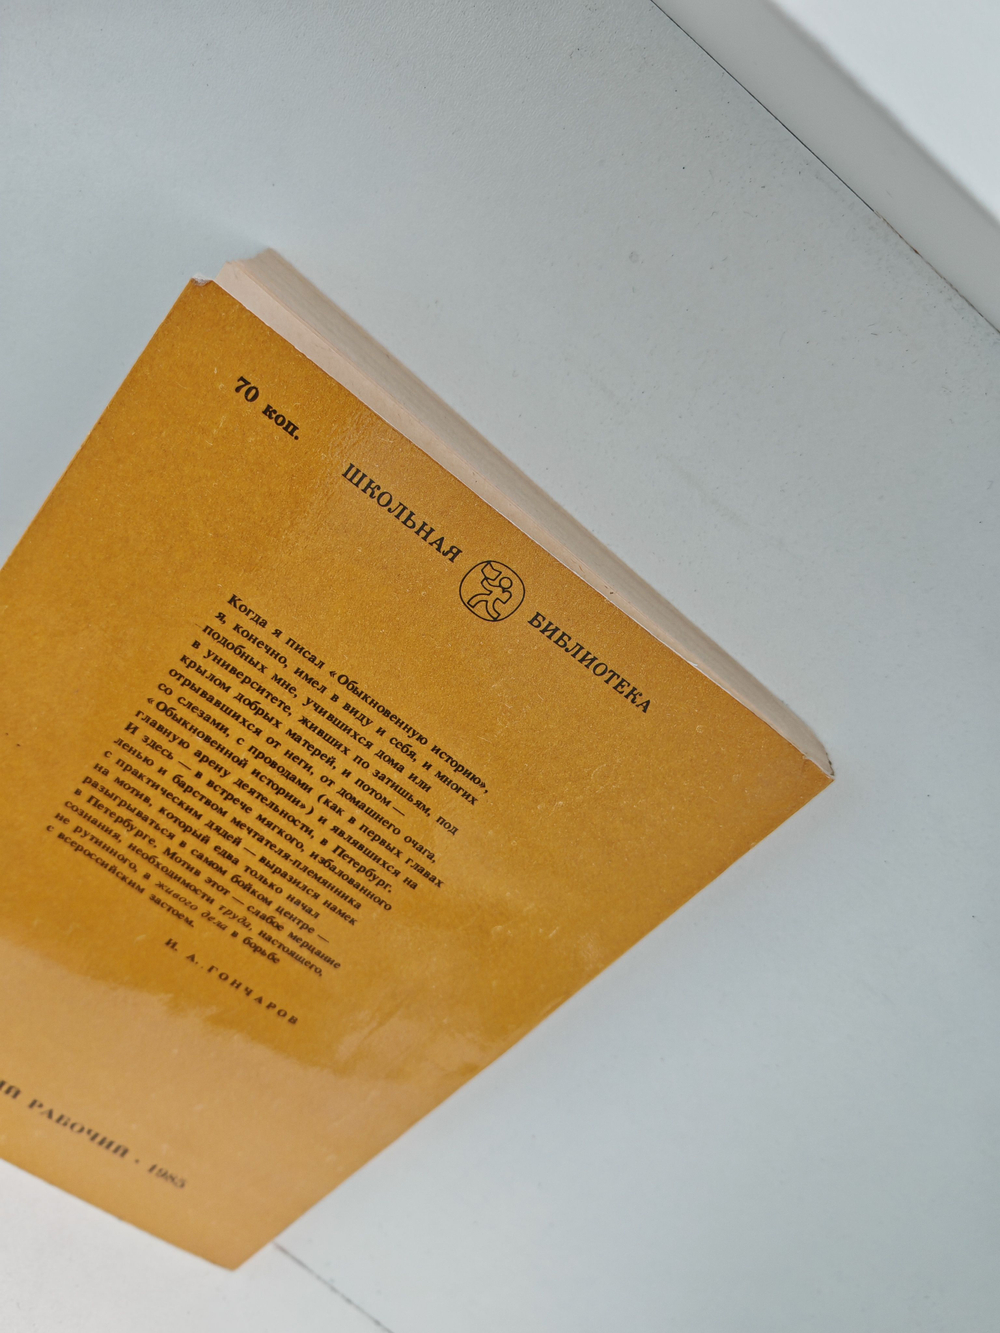 70 коп.
ШКОЛЬНАЯ БИБЛИОТЕКА
Когда я писал «Обыкновенную историю»,
я, конечно, имел в виду и себя, и многих
подобных мне, учившихся дома или
в университете, живших по затишьям, под
крылом добрых матерей, и потом —
отрывавшихся от неги, от домашнего очага,
со слезами, с проводами (как в первых главах
«Обыкновенной истории») и являвшихся на
главную арену деятельности, в Петербург.
И здесь — в встрече мягкого, избалованного
ленью и барством мечтателя-племянника
с практическим дядей — выразился намек
на мотив, который едва только начал
разыгрываться в самом бойком центре —
в Петербурге. Мотив этот — слабое мерцание
сознания, необходимости труда, настоящего,
не рутинного, а живого дела в борьбе
с всероссийским застоем.
И. А. ГОНЧАРОВ
РАБОЧИЙ • 1985